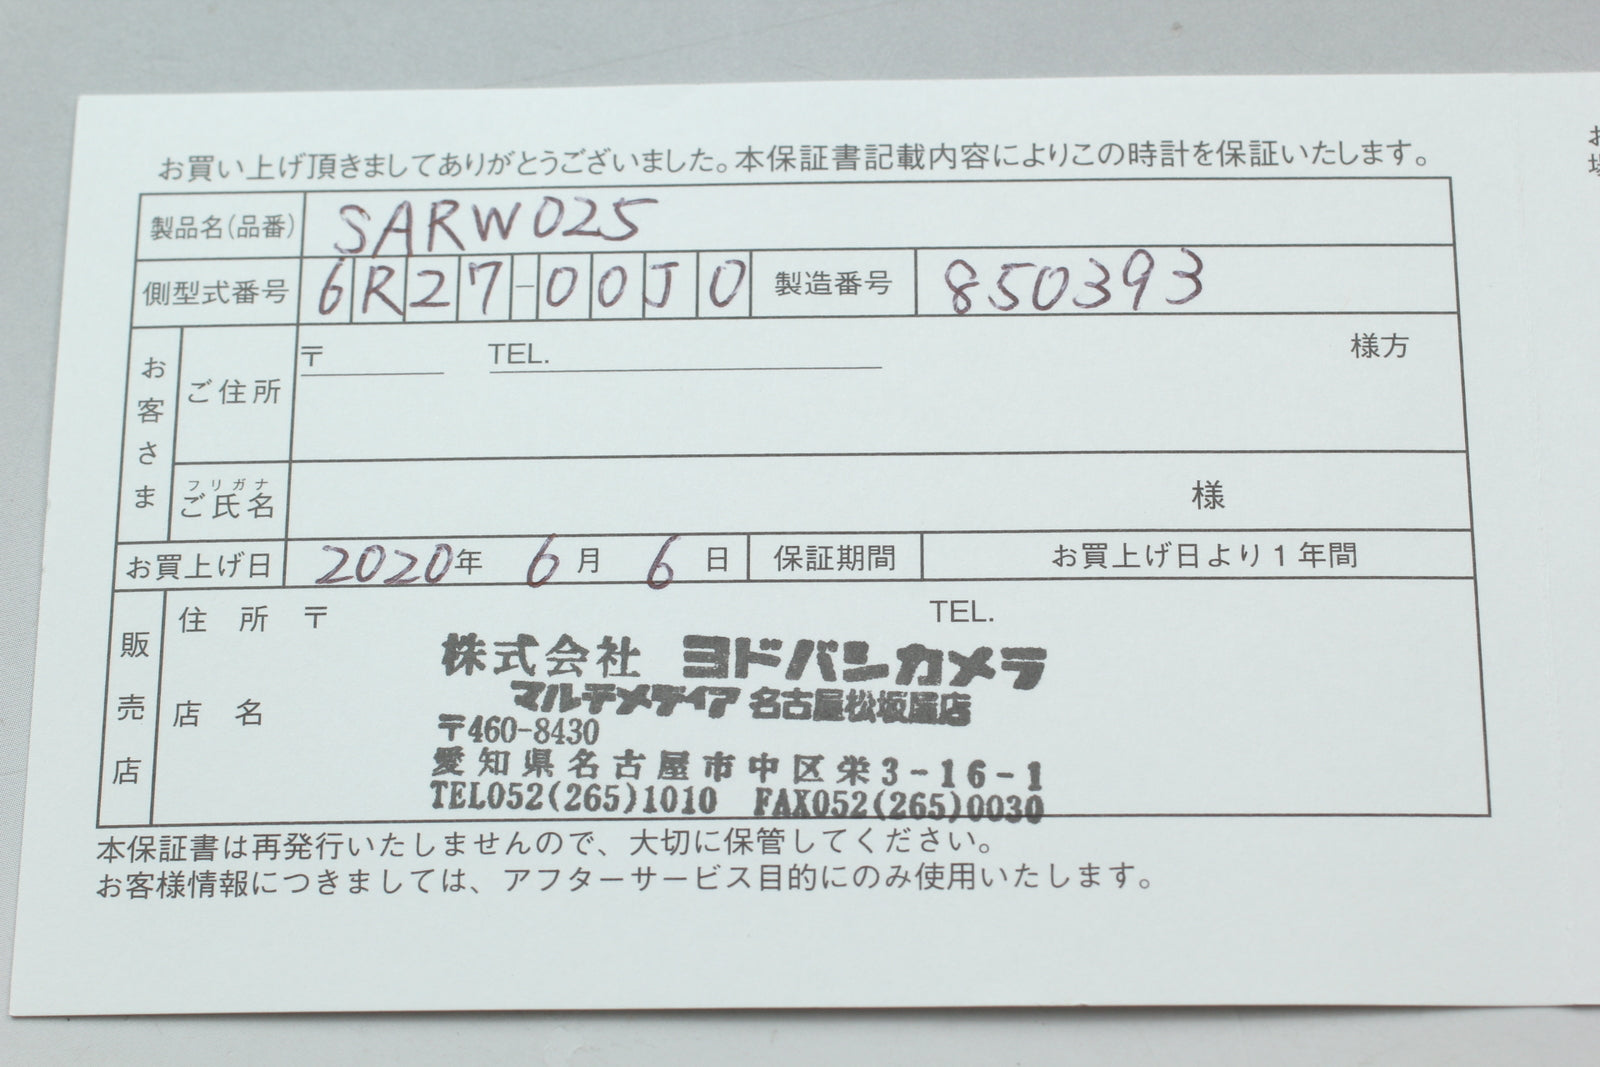 お買い上げ頂きましてありがとうございました。本保証書記載内容によりこの時計を保証いたします。
製品名(品番) SARW025
側型式番号 6R27-00J0 製造番号 850393
お客さま
ご住所 〒 TEL. 様方
フリガナ
ご氏名 様
お買上げ日 2020年 6月 6日 保証期間 お買上げ日より1年間
販売店
住所 〒 TEL.
株式会社 ヨドバシカメラ
店名
マルチメディア 名古屋松坂屋店
〒460-8430
愛知県名古屋市中区栄3-16-1
TEL052(265)1010 FAX052(265)0030
本保証書は再発行いたしませんので、大切に保管してください。
お客様情報につきましては、アフターサービス目的にのみ使用いたします。